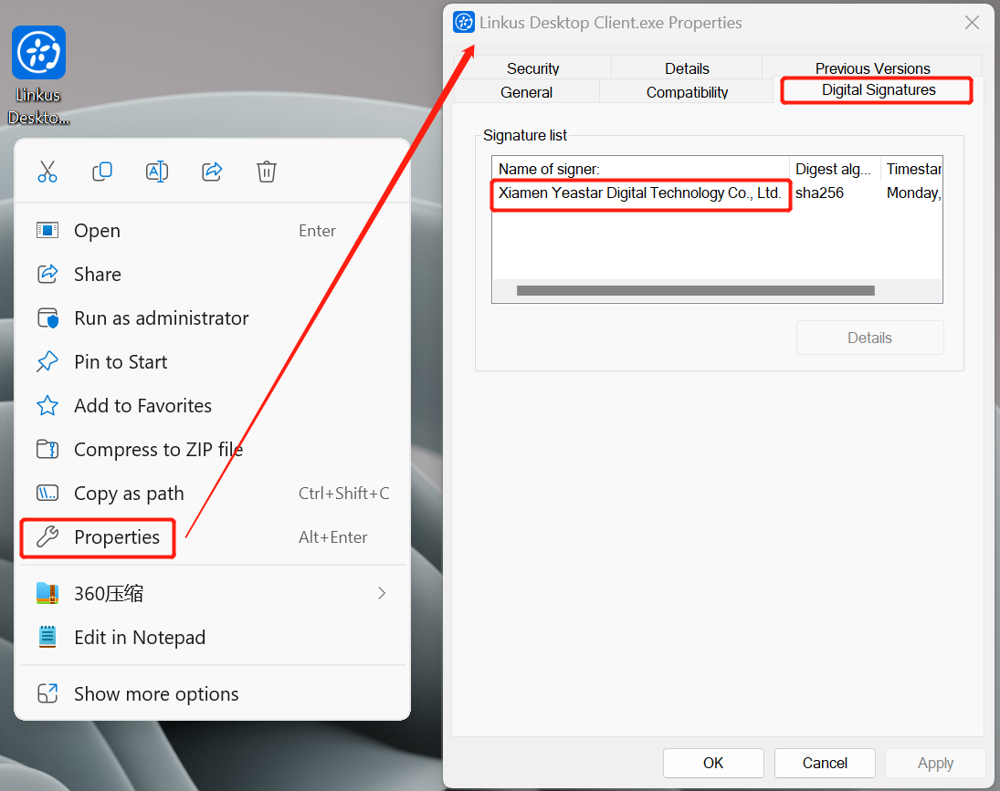 Linkus
Deskto...
Open Enter
Share
Run as administrator
Pin to Start
Add to Favorites
Compress to ZIP file
Copy as path Ctrl+Shift+C
Properties Alt+Enter
360压缩
Edit in Notepad
Show more options
Linkus Desktop Client.exe Properties
Security Details Previous Versions
General Compatibility Digital Signatures
Signature list
Name of signer: Digest alg... Timestar
Xiamen Yeastar Digital Technology Co., Ltd. sha256 Monday,
Details
OK Cancel Apply